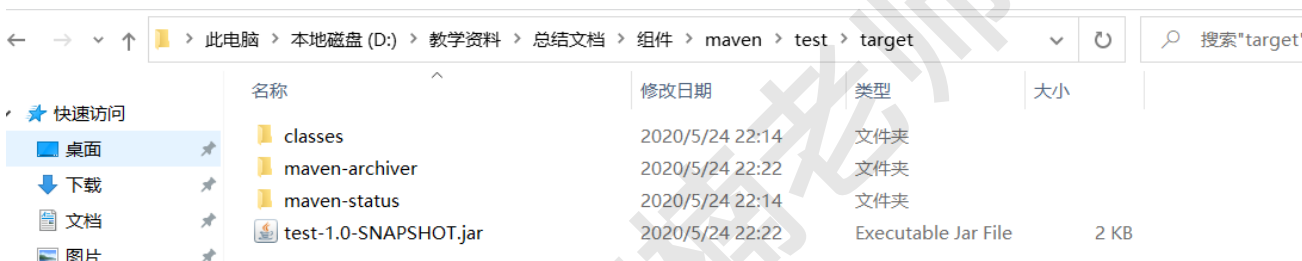 此电脑 > 本地磁盘 (D:) > 教学资料 > 总结文档 > 组件 > maven > test > target 搜索"target"
名称 修改日期 类型 大小
快速访问
桌面
下载
文档
图片
classes 2020/5/24 22:14 文件夹
maven-archiver 2020/5/24 22:22 文件夹
maven-status 2020/5/24 22:14 文件夹
test-1.0-SNAPSHOT.jar 2020/5/24 22:22 Executable Jar File 2 KB
楠老师